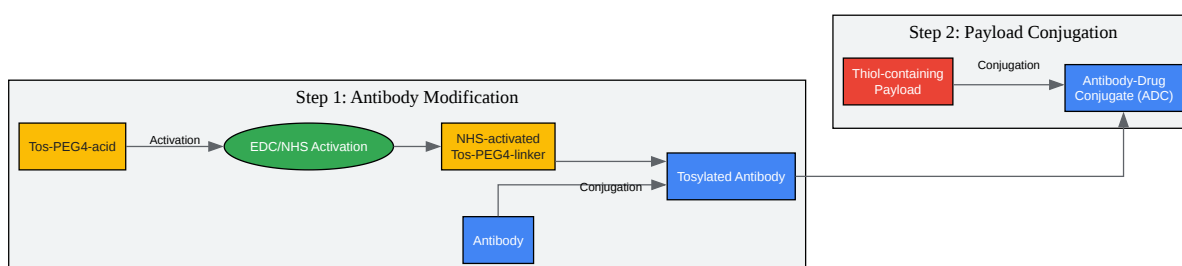 Step 1: Antibody Modification
Tos-PEG4-acid
Activation
EDC/NHS Activation
NHS-activated
Tos-PEG4-linker
Antibody
Conjugation
Tosylated Antibody
Step 2: Payload Conjugation
Thiol-containing
Payload
Conjugation
Antibody-Drug
Conjugate (ADC)